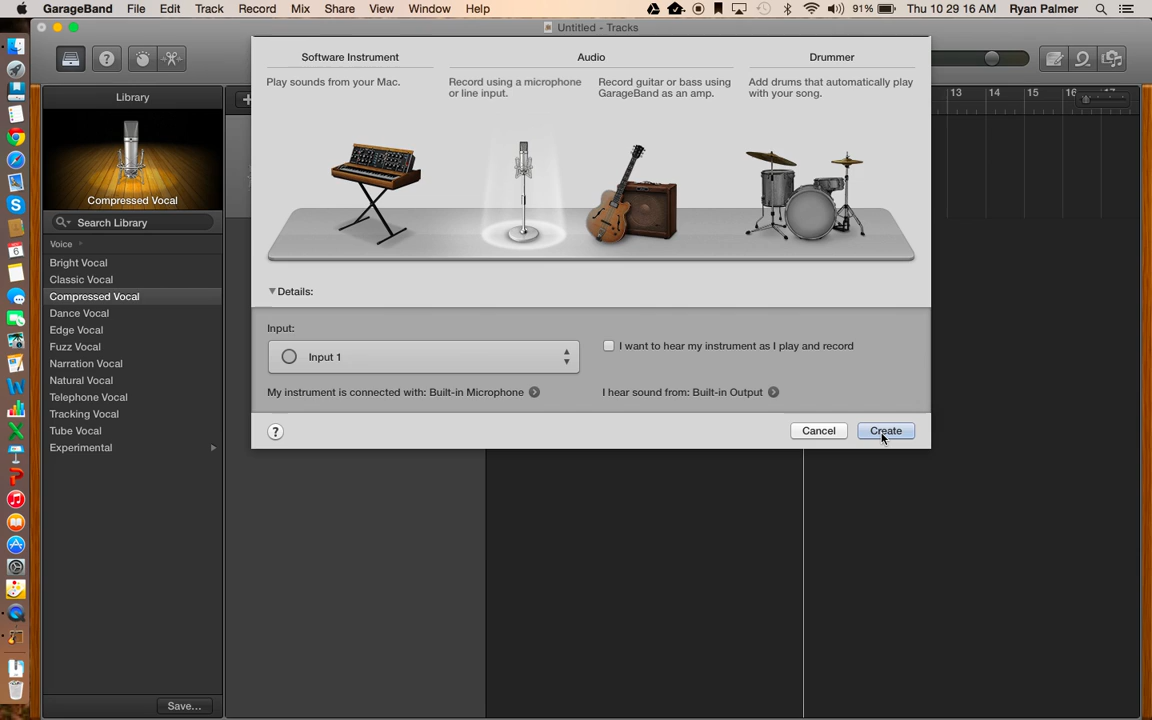 GarageBand File Edit Track Record Mix Share View Window Help 91% Thu 10 29 16 AM Ryan Palmer
Untitled - Tracks
Software Instrument Audio Drummer
Play sounds from your Mac.
Record using a microphone
or line input.
Record guitar or bass using
GarageBand as an amp.
Add drums that automatically play
with your song.
13 14 15 16 17
Library
Compressed Vocal
Search Library
Voice
Bright Vocal
Classic Vocal
Compressed Vocal
Dance Vocal
Edge Vocal
Fuzz Vocal
Narration Vocal
Natural Vocal
Telephone Vocal
Tracking Vocal
Tube Vocal
Experimental
Save...
Details:
Input:
Input 1
I want to hear my instrument as I play and record
My instrument is connected with: Built-in Microphone
I hear sound from: Built-in Output
?
Cancel
Create
6